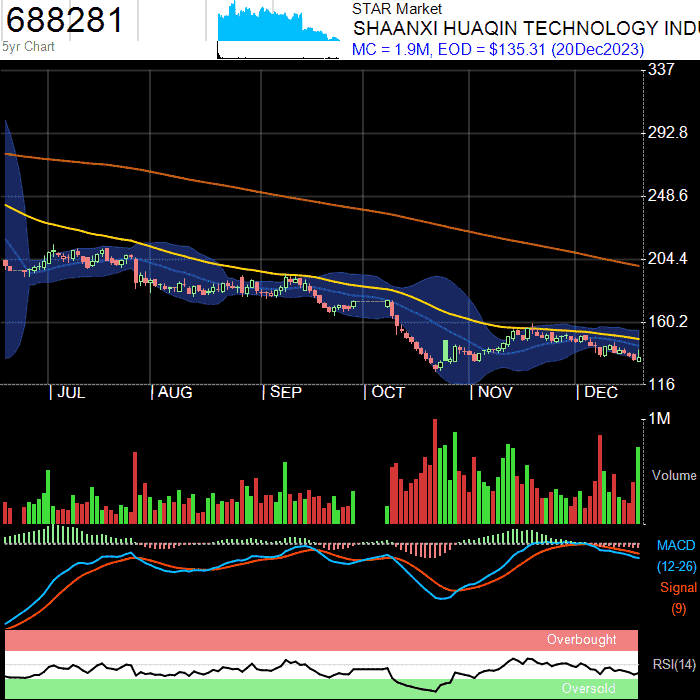 688281
5yr Chart
STAR Market
SHAANXI HUAQIN TECHNOLOGY INDU
MC = 1.9M, EOD = $135.31 (20Dec2023)
337
292.8
248.6
204.4
160.2
116
| JUL | AUG | SEP | OCT | NOV | DEC
1M
Volume
MACD
(12-26)
Signal
(9)
Overbought
RSI(14)
Oversold